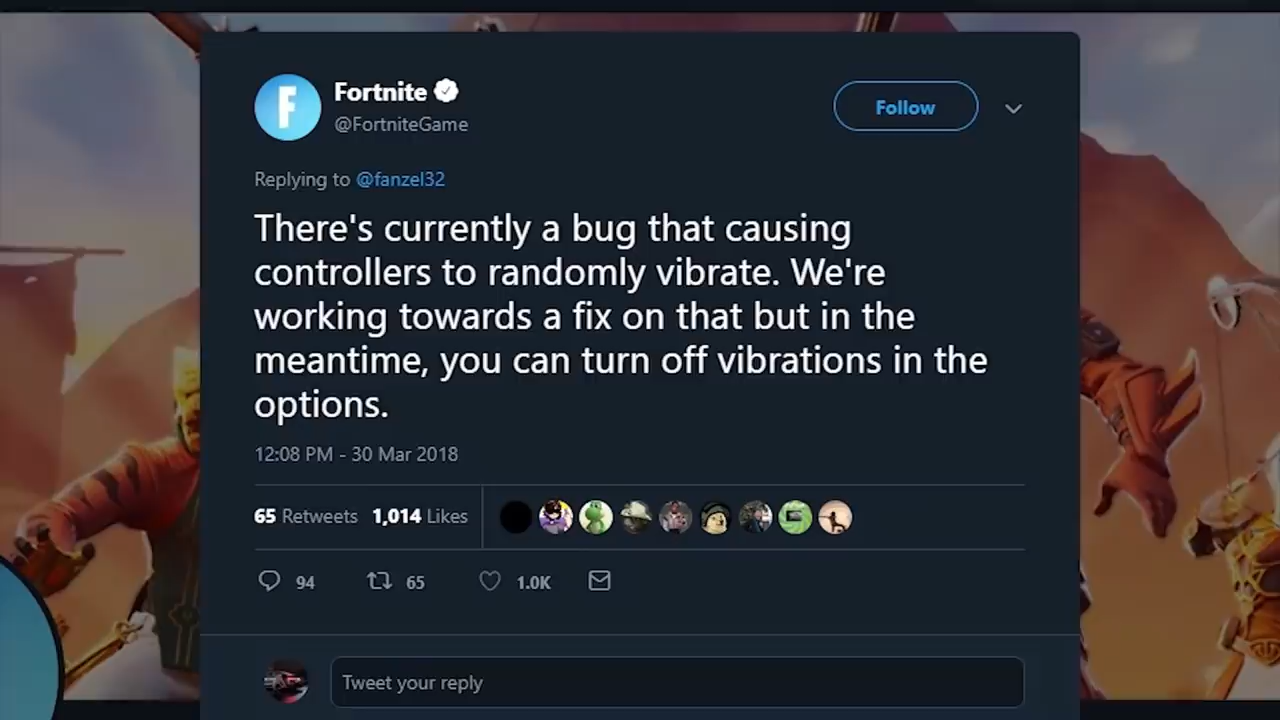 Fortnite
@FortniteGame
Follow
Replying to @fanzel32
There's currently a bug that causing
controllers to randomly vibrate. We're
working towards a fix on that but in the
meantime, you can turn off vibrations in the
options.
12:08 PM - 30 Mar 2018
65 Retweets 1,014 Likes
94 65 1.0K
Tweet your reply